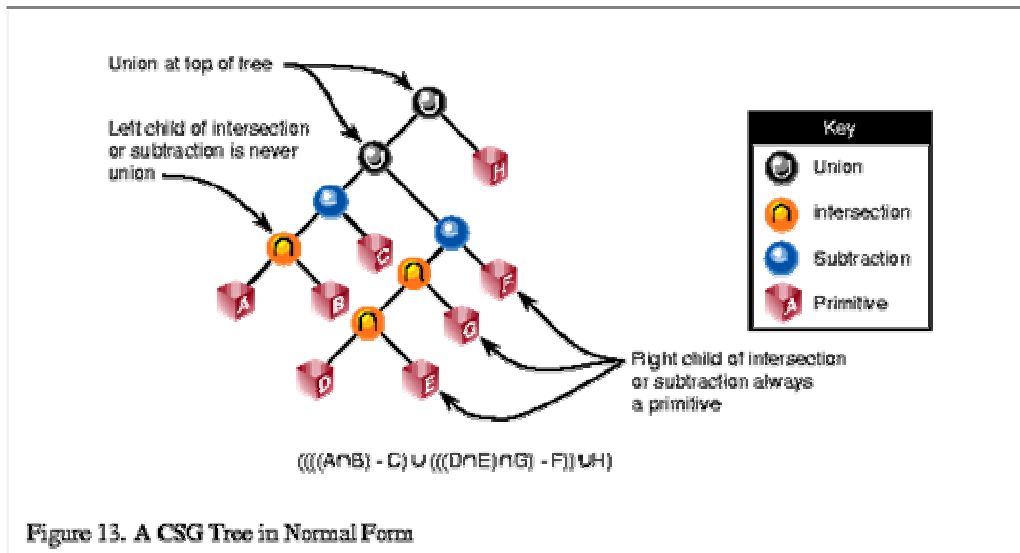 Union at top of tree
Left child of intersection
or subtraction is never
union
H
C
A
B
F
G
D
E
Key
Union
Intersection
Subtraction
A
Primitive
Right child of intersection
or subtraction always
a primitive
((((A∩B) - C) ∪ (((D∩E)∩G) - F)) ∪H)
Figure 13. A CSG Tree in Normal Form